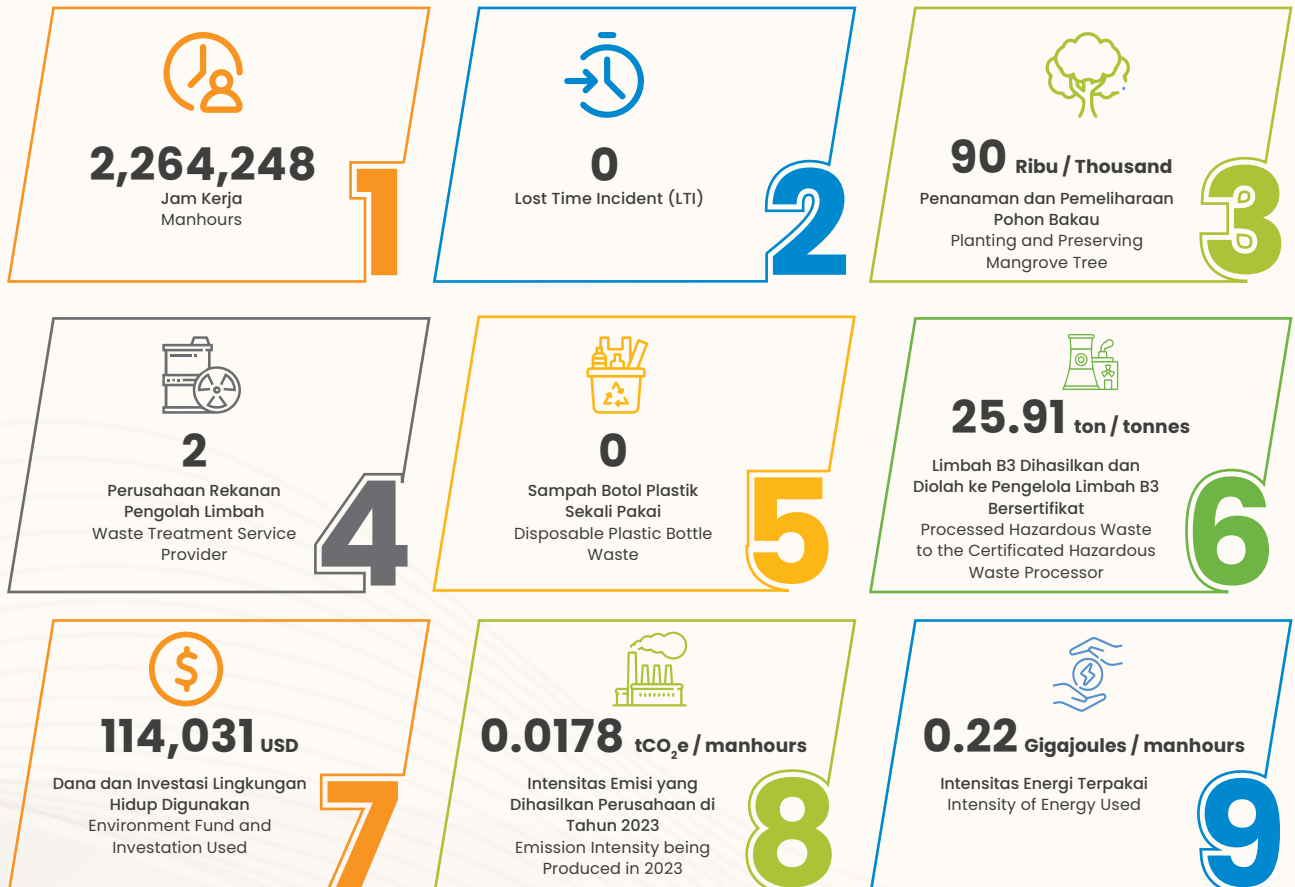 2,264,248
Jam Kerja
Manhours
1
0
Lost Time Incident (LTI)
2
90 Ribu / Thousand
Penanaman dan Pemeliharaan
Pohon Bakau
Planting and Preserving
Mangrove Tree
3
2
Perusahaan Rekanan
Pengolah Limbah
Waste Treatment Service
Provider
4
0
Sampah Botol Plastik
Sekali Pakai
Disposable Plastic Bottle
Waste
5
25.91 ton / tonnes
Limbah B3 Dihasilkan dan
Diolah ke Pengelola Limbah B3
Bersertifikat
Processed Hazardous Waste
to the Certificated Hazardous
Waste Processor
6
114,031 USD
Dana dan Investasi Lingkungan
Hidup Digunakan
Environment Fund and
Investation Used
7
0.0178 tCO₂e / manhours
Intensitas Emisi yang
Dihasilkan Perusahaan di
Tahun 2023
Emission Intensity being
Produced in 2023
8
0.22 Gigajoules / manhours
Intensitas Energi Terpakai
Intensity of Energy Used
9